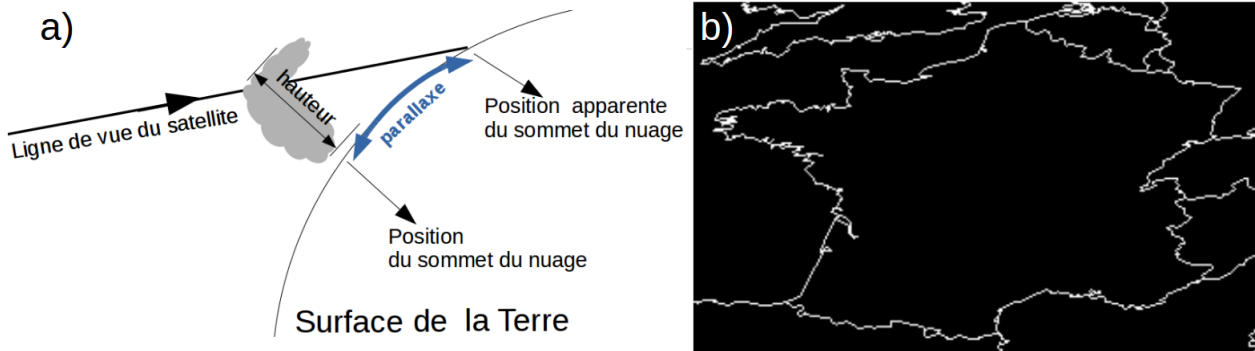 a)
hauteur
Ligne de vue du satellite
parallaxe
Position apparente
du sommet du nuage
Position
du sommet du nuage
Surface de la Terre
b)